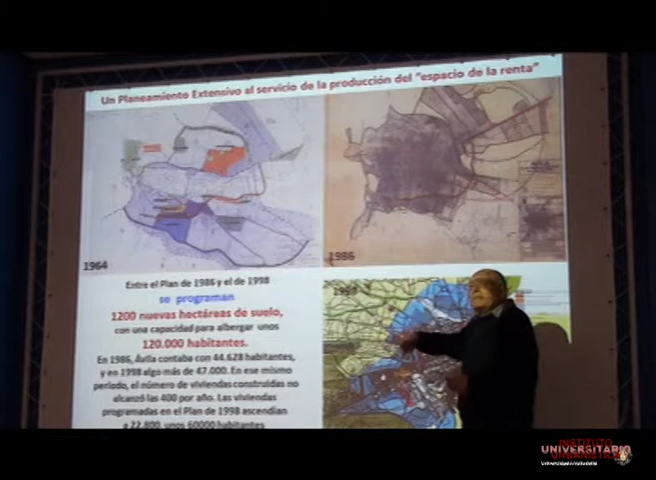 Un Planeamiento Extensivo al servicio de la producción del "espacio de la renta"
1964
1986
Entre el Plan de 1986 y el de 1998
se programan
1200 nuevas hectáreas de suelo,
con una capacidad para albergar unos
120.000 habitantes.
En 1986, Ávila contaba con 44.628 habitantes,
y en 1998 algo más de 47.000. En ese mismo
período, el número de viviendas construidas no
alcanzó las 400 por año. Las viviendas
programadas en el Plan de 1998 ascendían
a 22.800, unos 60000 habitantes
INSTITUTO
UNIVERSITARIO
Universidad de Valladolid